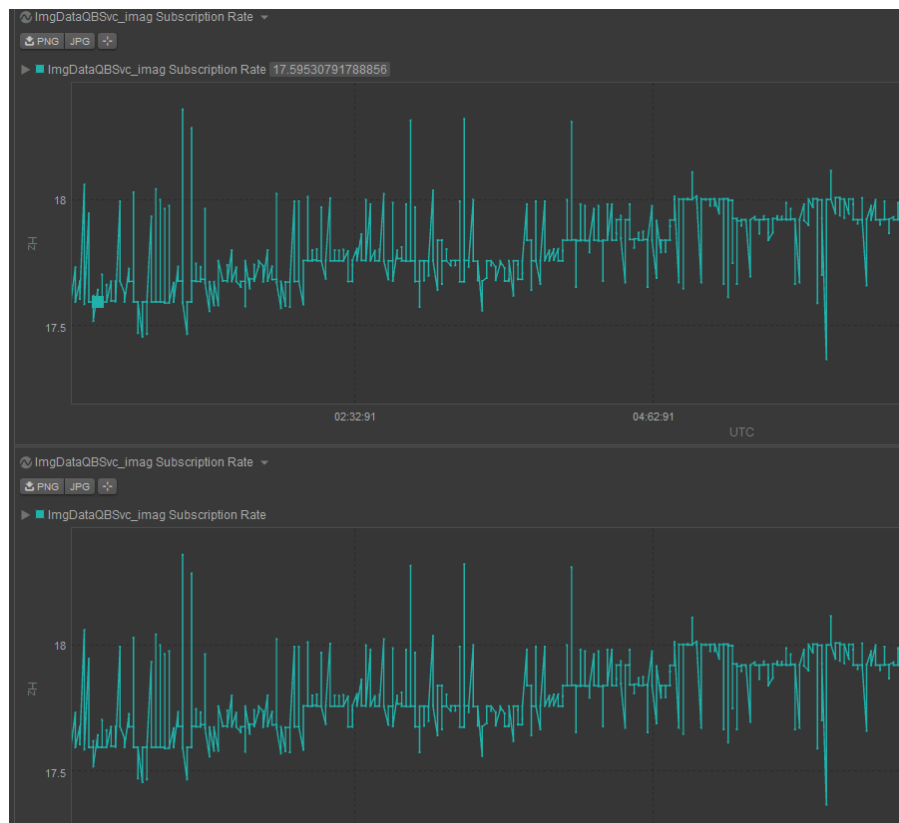 ImgDataQBSvc_imag Subscription Rate
PNG JPG
ImgDataQBSvc_imag Subscription Rate 17.59530791788856
18
Hz
17.5
02:32:91 04:62:91
UTC
ImgDataQBSvc_imag Subscription Rate
PNG JPG
ImgDataQBSvc_imag Subscription Rate
18
Hz
17.5